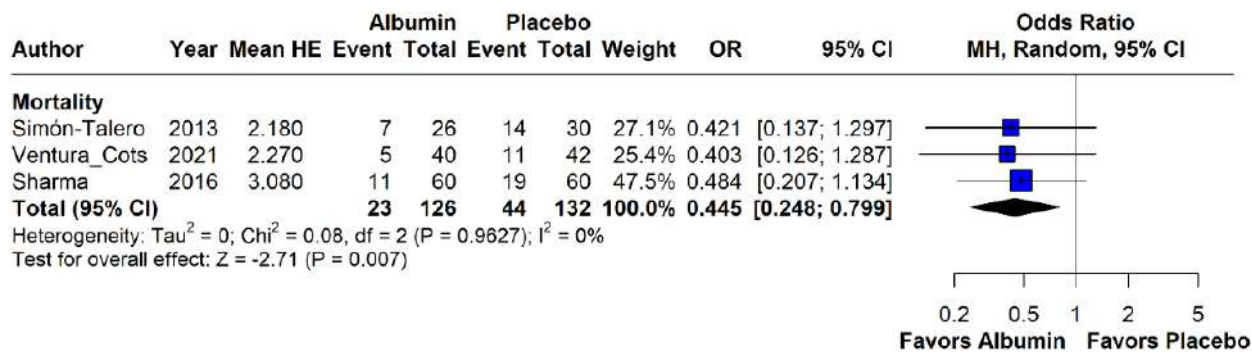 Albumin Placebo Odds Ratio
Author Year Mean HE Event Total Event Total Weight OR 95% CI MH, Random, 95% CI
Mortality
Simón-Talero 2013 2.180 7 26 14 30 27.1% 0.421 [0.137; 1.297]
Ventura_Cots 2021 2.270 5 40 11 42 25.4% 0.403 [0.126; 1.287]
Sharma 2016 3.080 11 60 19 60 47.5% 0.484 [0.207; 1.134]
Total (95% CI) 23 126 44 132 100.0% 0.445 [0.248; 0.799]
Heterogeneity: Tau² = 0; Chi² = 0.08, df = 2 (P = 0.9627); I² = 0%
Test for overall effect: Z = -2.71 (P = 0.007)
0.2 0.5 1 2 5
Favors Albumin Favors Placebo